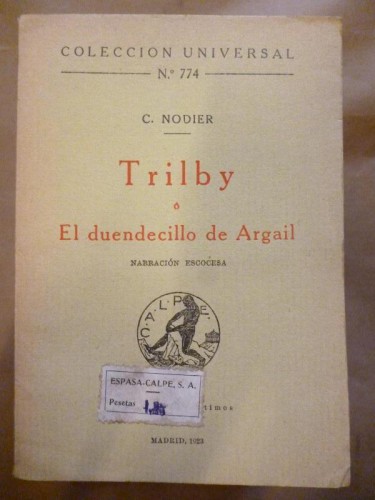 COLECCION UNIVERSAL
N.º 774
C. NODIER
Trilby
ó
El duendecillo de Argail
NARRACIÓN ESCOCESA
CALPE
ESPASA-CALPE, S. A.
Pesetas
MADRID, 1923